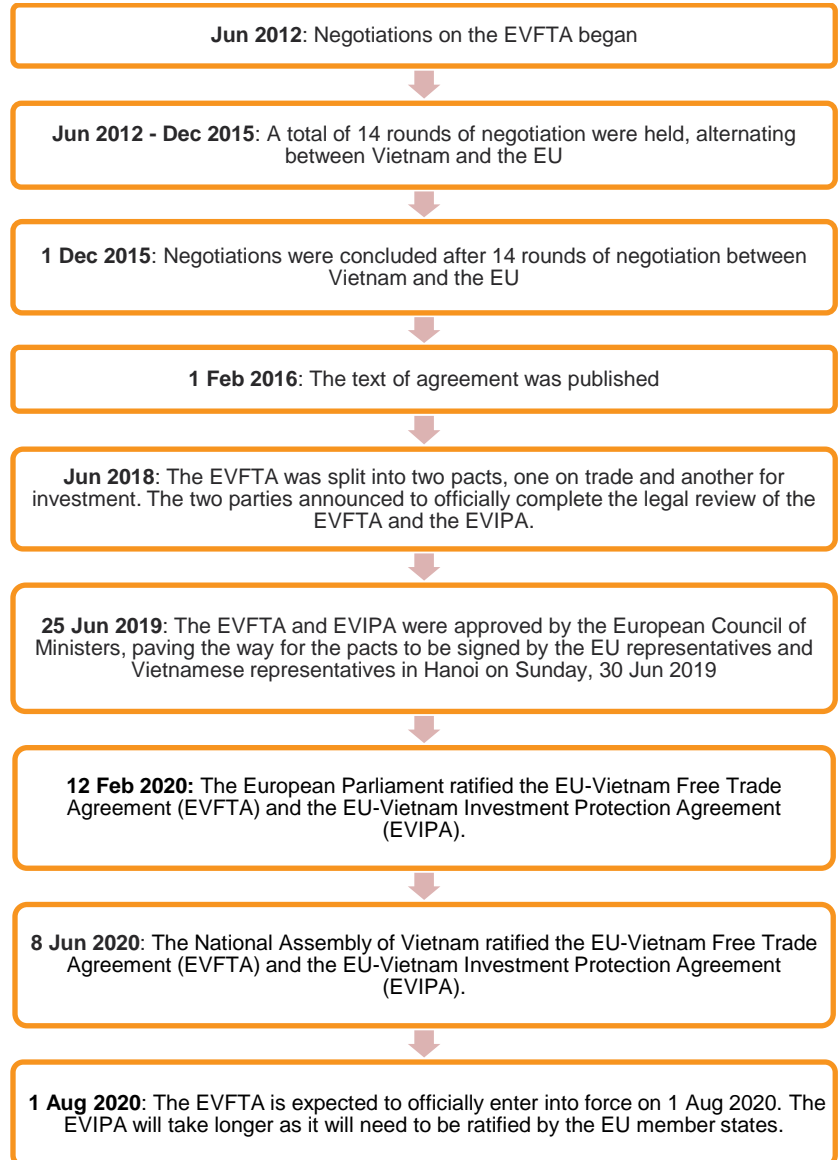 Jun 2012: Negotiations on the EVFTA began
Jun 2012 - Dec 2015: A total of 14 rounds of negotiation were held, alternating
between Vietnam and the EU
1 Dec 2015: Negotiations were concluded after 14 rounds of negotiation between
Vietnam and the EU
1 Feb 2016: The text of agreement was published
Jun 2018: The EVFTA was split into two pacts, one on trade and another for
investment. The two parties announced to officially complete the legal review of the
EVFTA and the EVIPA.
25 Jun 2019: The EVFTA and EVIPA were approved by the European Council of
Ministers, paving the way for the pacts to be signed by the EU representatives and
Vietnamese representatives in Hanoi on Sunday, 30 Jun 2019
12 Feb 2020: The European Parliament ratified the EU-Vietnam Free Trade
Agreement (EVFTA) and the EU-Vietnam Investment Protection Agreement
(EVIPA).
8 Jun 2020: The National Assembly of Vietnam ratified the EU-Vietnam Free Trade
Agreement (EVFTA) and the EU-Vietnam Investment Protection Agreement
(EVIPA).
1 Aug 2020: The EVFTA is expected to officially enter into force on 1 Aug 2020. The
EVIPA will take longer as it will need to be ratified by the EU member states.